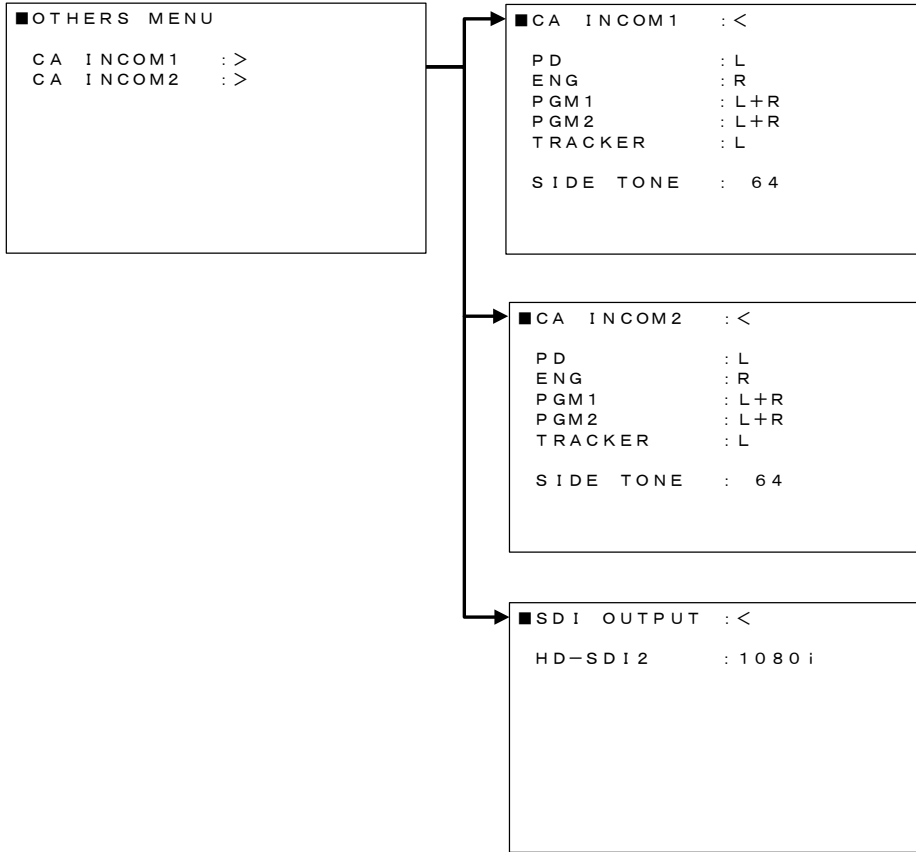 ■OTHERS MENU
CA INCOM1 :>
CA INCOM2 :>
■CA INCOM1 :<
PD :L
ENG :R
PGM1 :L+R
PGM2 :L+R
TRACKER :L
SIDE TONE : 64
■CA INCOM2 :<
PD :L
ENG :R
PGM1 :L+R
PGM2 :L+R
TRACKER :L
SIDE TONE : 64
■SDI OUTPUT :<
HD−SDI2 :1080i